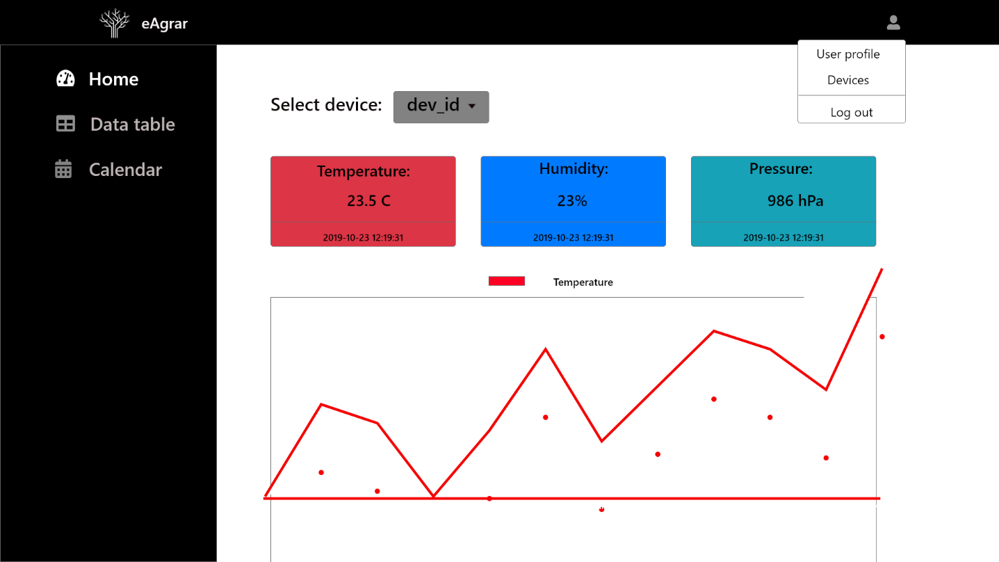 eAgrar
User profile
Devices
Log out
Home
Data table
Calendar
Select device: dev_id
Temperature:
23.5 C
2019-10-23 12:19:31
Humidity:
23%
2019-10-23 12:19:31
Pressure:
986 hPa
2019-10-23 12:19:31
Temperature